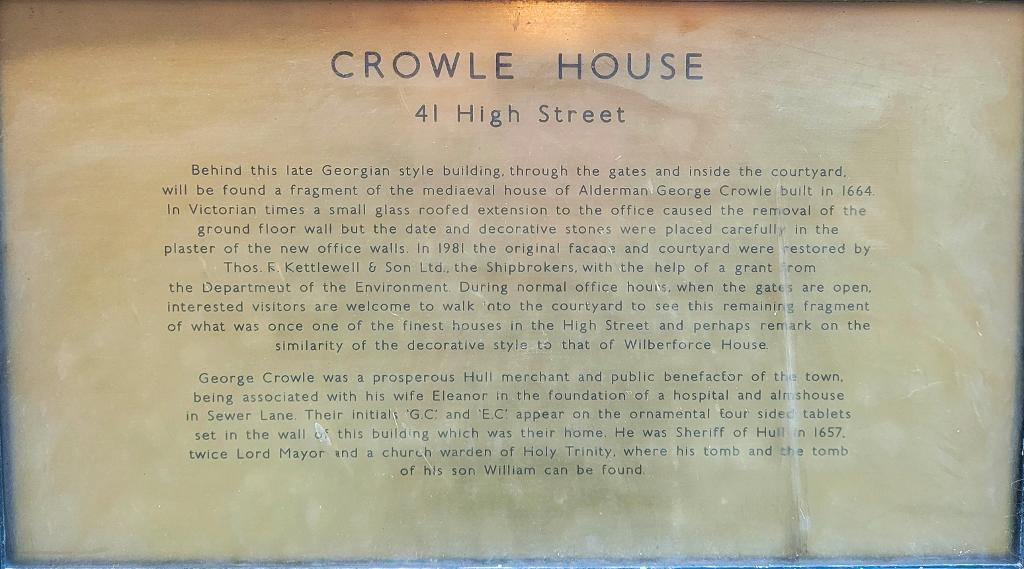 CROWLE HOUSE
41 High Street
Behind this late Georgian style building, through the gates and inside the courtyard,
will be found a fragment of the mediaeval house of Alderman George Crowle built in 1664.
In Victorian times a small glass roofed extension to the office caused the removal of the
ground floor wall but the date and decorative stones were placed carefully in the
plaster of the new office walls. In 1981 the original facade and courtyard were restored by
Thos. R. Kettlewell & Son Ltd., the Shipbrokers, with the help of a grant from
the Department of the Environment. During normal office hours, when the gates are open,
interested visitors are welcome to walk into the courtyard to see this remaining fragment
of what was once one of the finest houses in the High Street and perhaps remark on the
similarity of the decorative style to that of Wilberforce House.
George Crowle was a prosperous Hull merchant and public benefactor of the town,
being associated with his wife Eleanor in the foundation of a hospital and almshouse
in Sewer Lane. Their initials 'G.C.' and 'E.C.' appear on the ornamental four sided tablets
set in the wall of this building which was their home. He was Sheriff of Hull in 1657,
twice Lord Mayor and a church warden of Holy Trinity, where his tomb and the tomb
of his son William can be found.